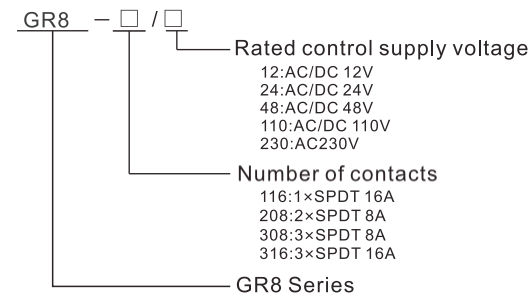 GR8 – □ / □
Rated control supply voltage
12:AC/DC 12V
24:AC/DC 24V
48:AC/DC 48V
110:AC/DC 110V
230:AC230V
Number of contacts
116:1×SPDT 16A
208:2×SPDT 8A
308:3×SPDT 8A
316:3×SPDT 16A
GR8 Series